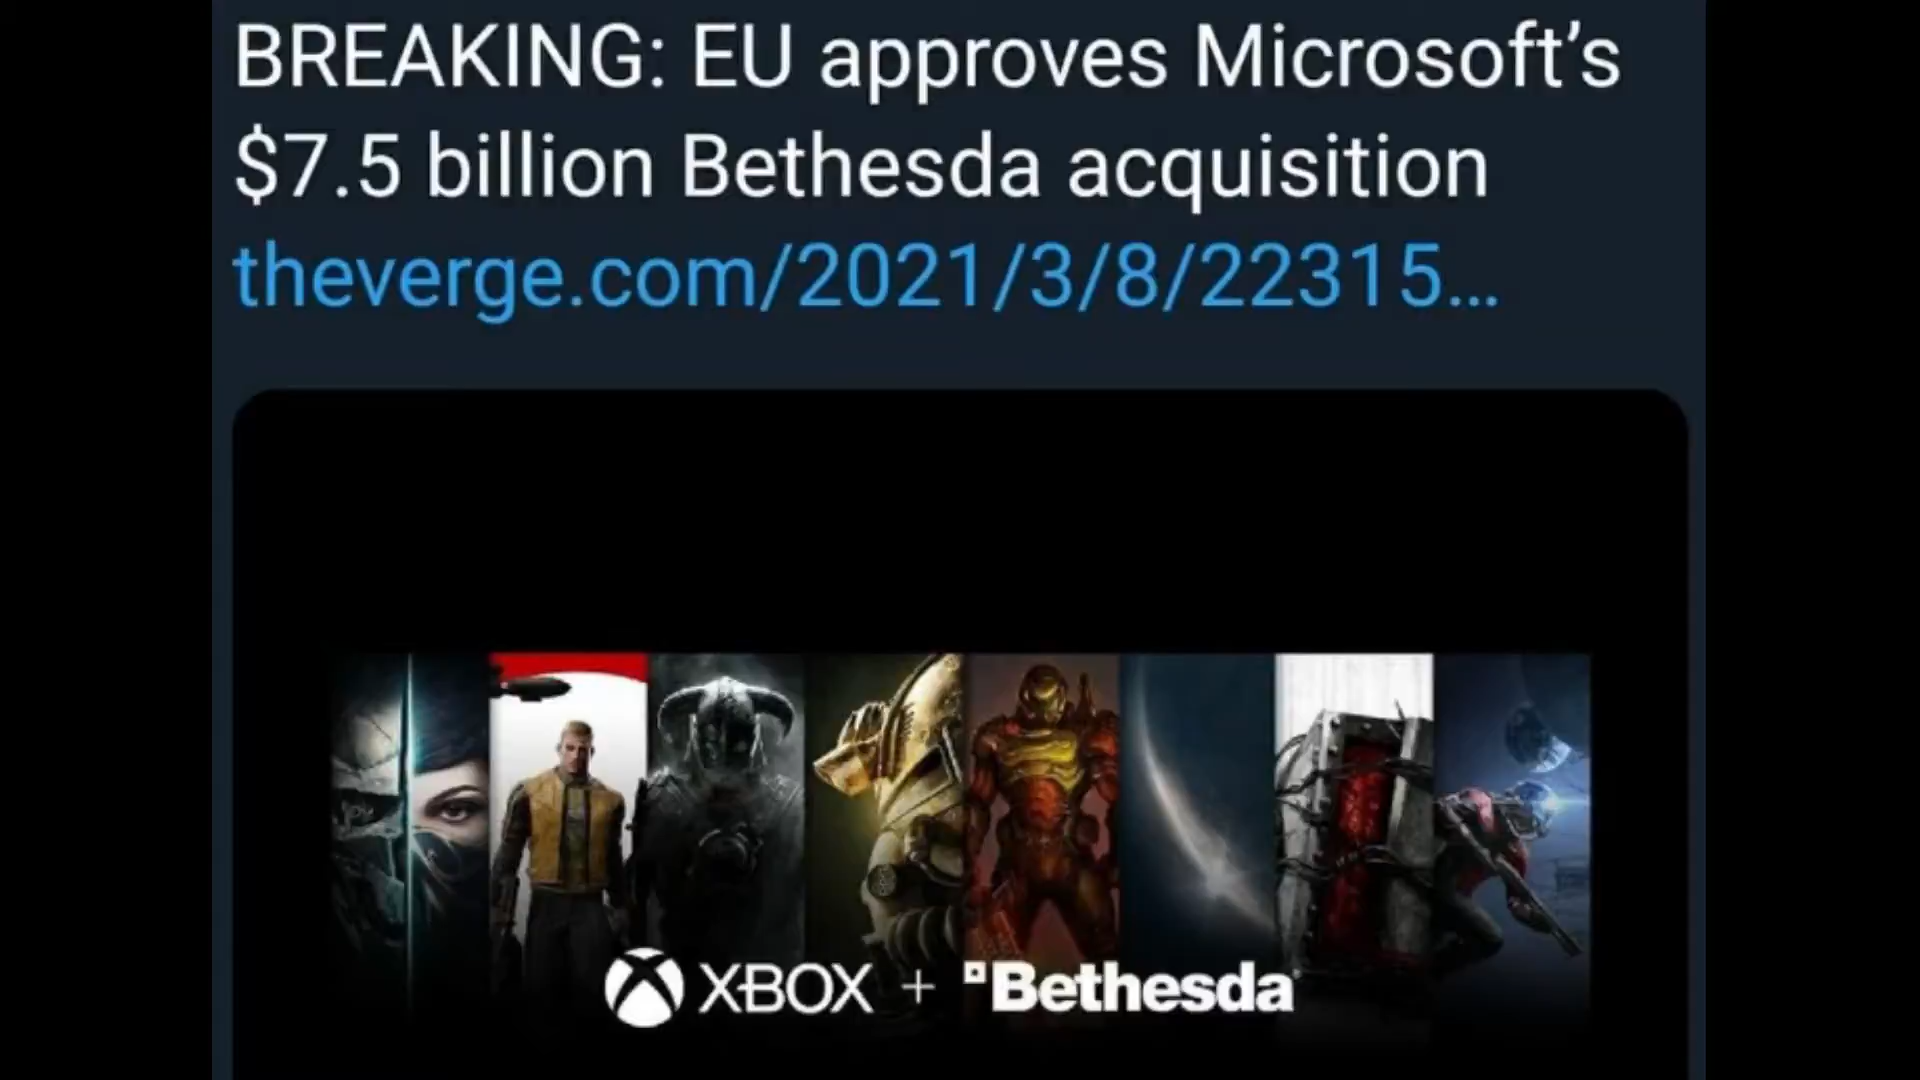 BREAKING: EU approves Microsoft’s
$7.5 billion Bethesda acquisition
theverge.com/2021/3/8/22315…
XBOX + Bethesda